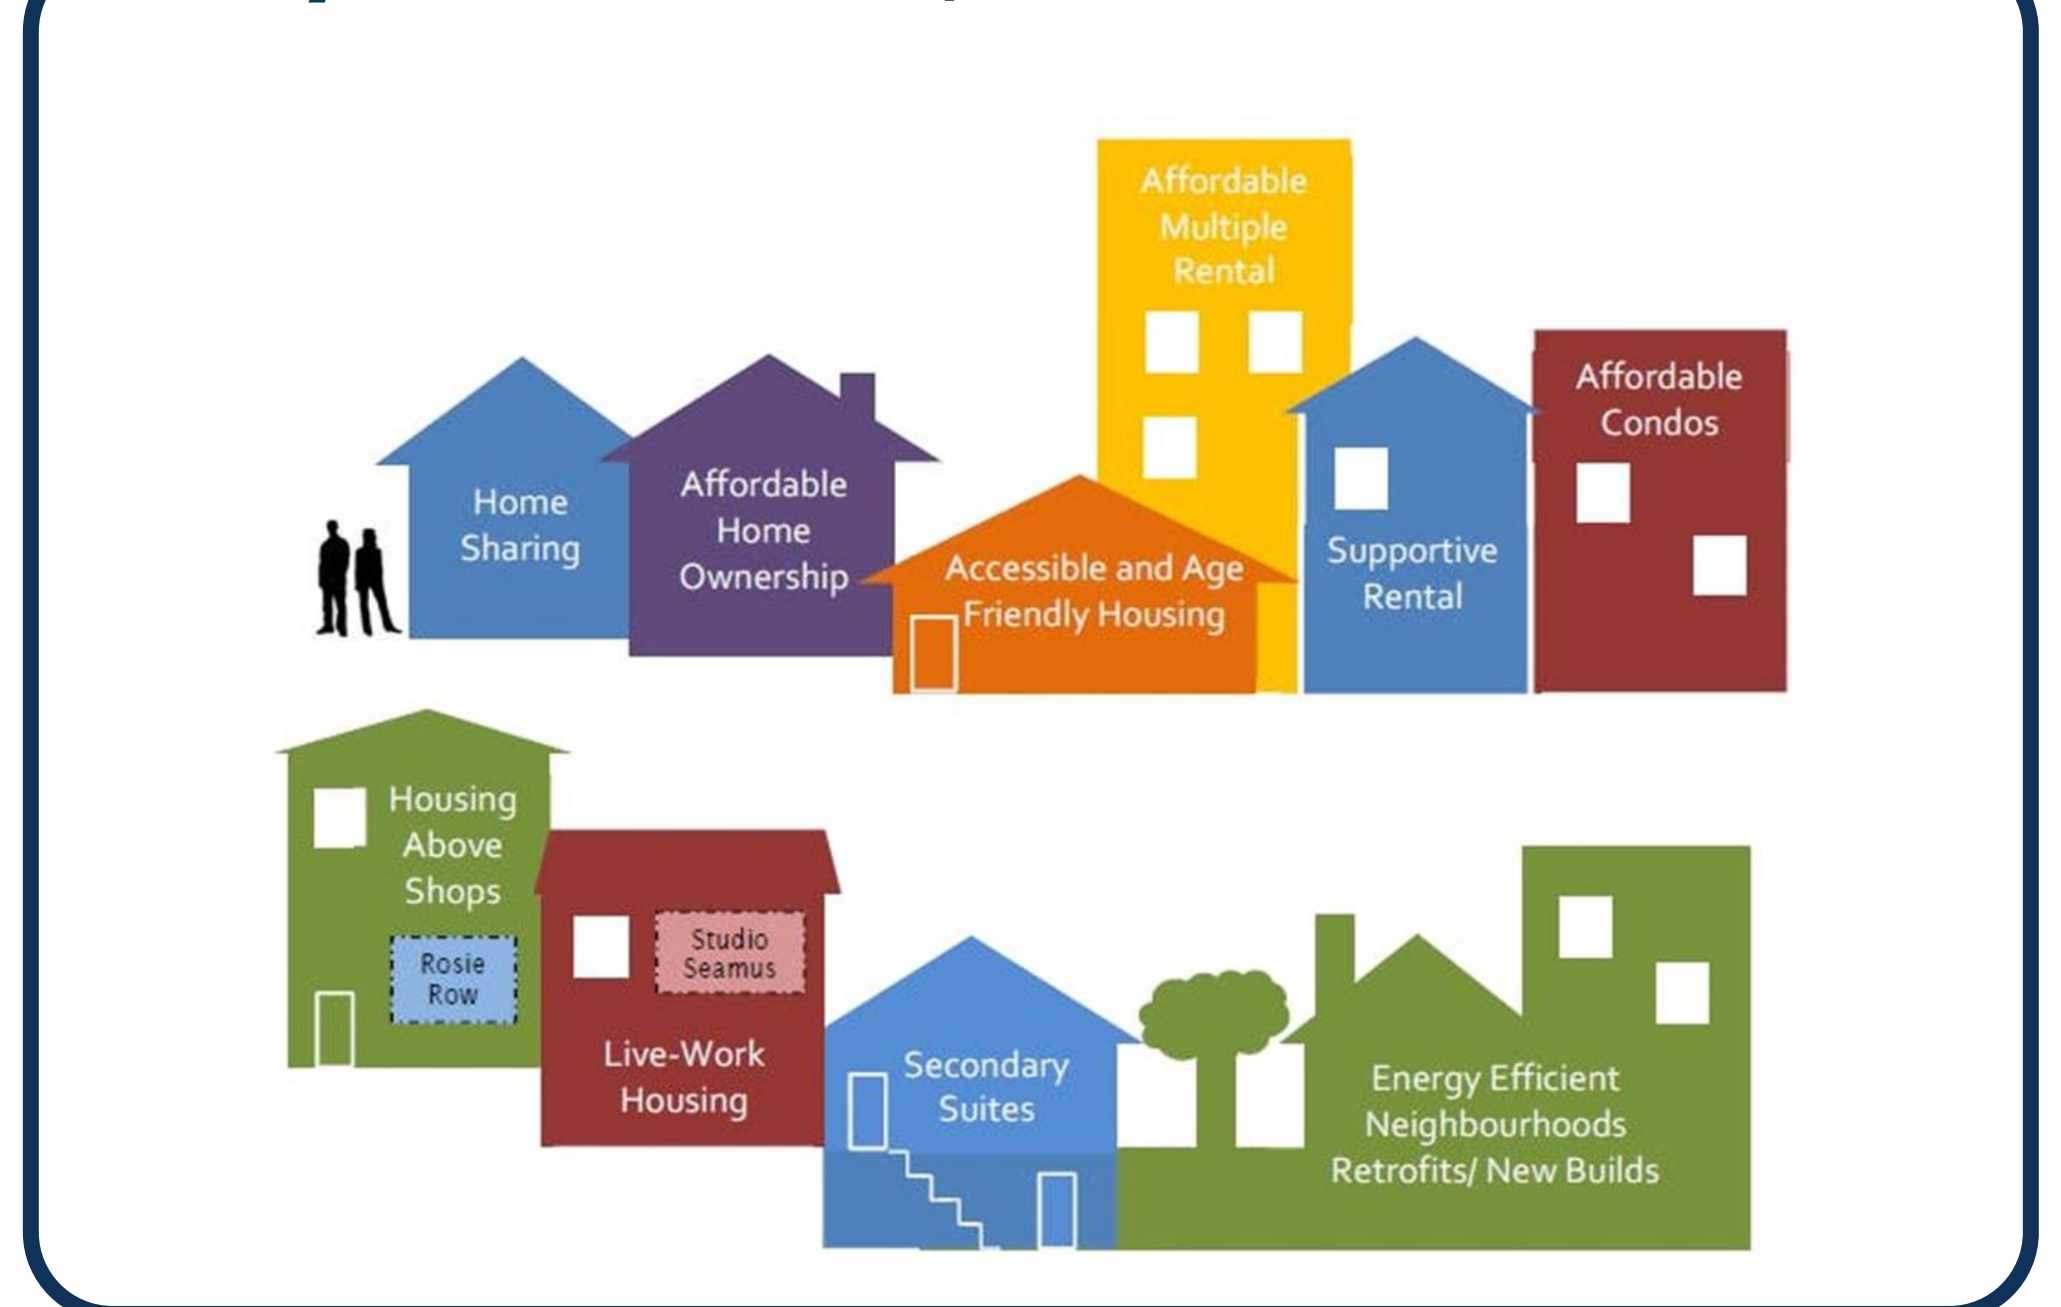 Home
Sharing
Affordable
Home
Ownership
Accessible and Age
Friendly Housing
Affordable
Multiple
Rental
Supportive
Rental
Affordable
Condos
Housing
Above
Shops
Rosie
Row
Studio
Seamus
Live-Work
Housing
Secondary
Suites
Energy Efficient
Neighbourhoods
Retrofits/ New Builds